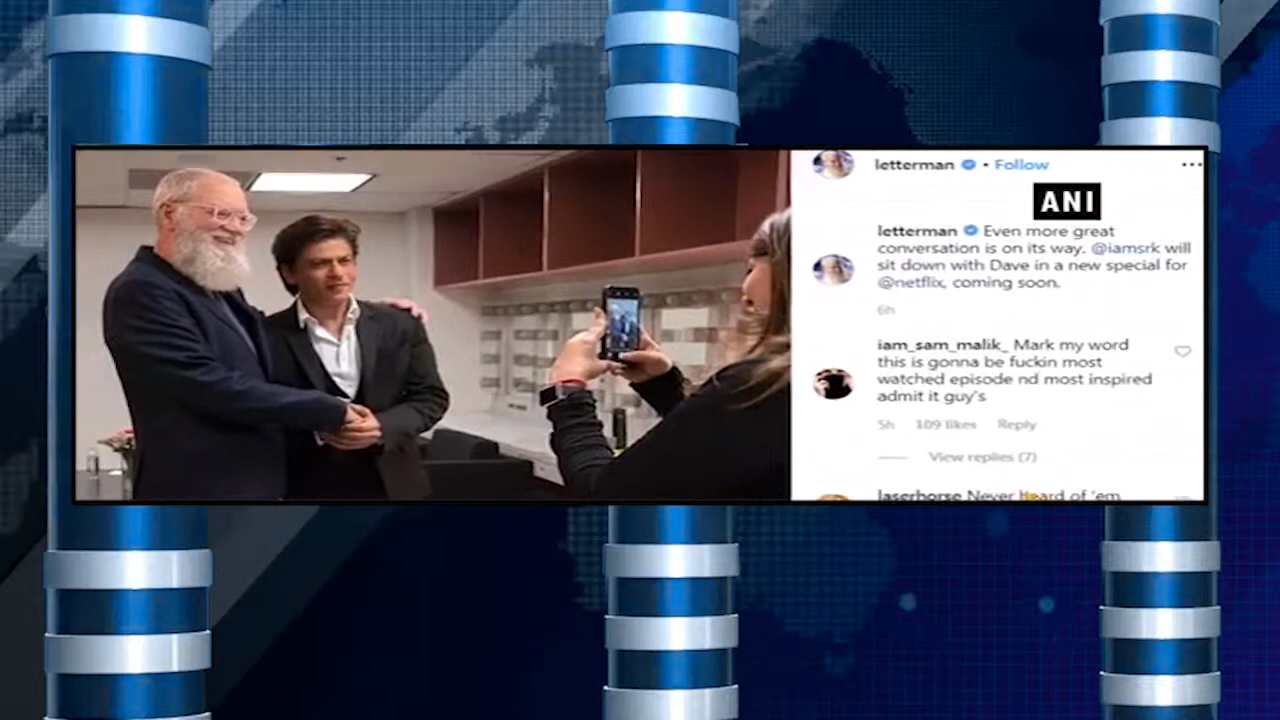 letterman • Follow
ANI
letterman Even more great
conversation is on its way. @iamsrk will
sit down with Dave in a new special for
@netflix, coming soon.
6h
iam_sam_malik_ Mark my word
this is gonna be fuckin most
watched episode nd most inspired
admit it guy's
5h 109 likes Reply
View replies (7)
laserhorse Never heard of 'em